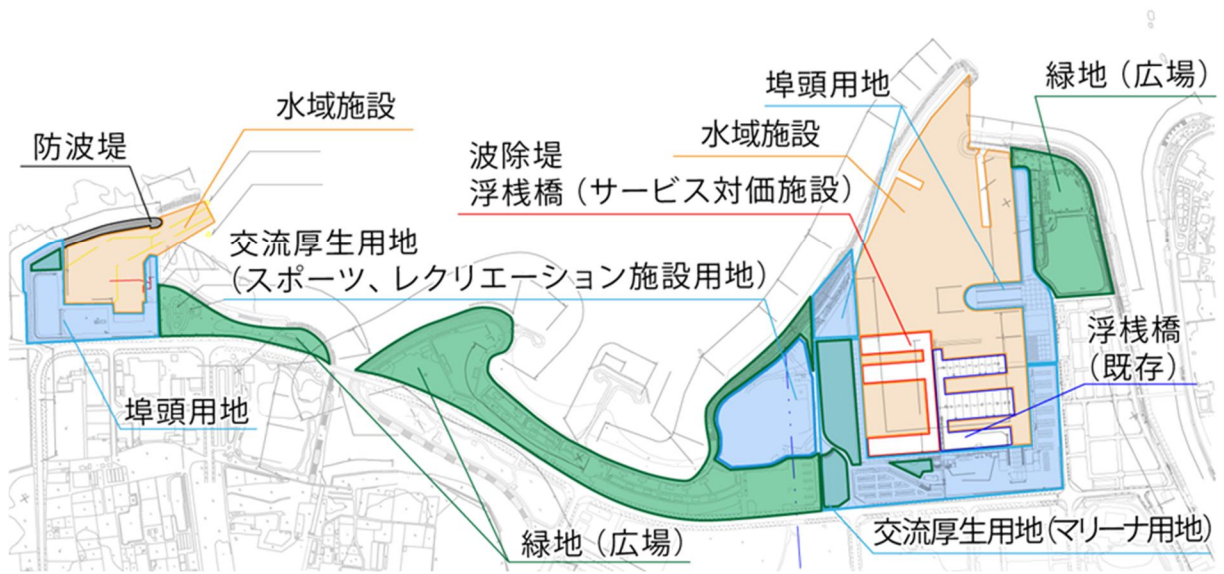 水域施設
防波堤
交流厚生用地
(スポーツ、レクリエーション施設用地)
埠頭用地
緑地(広場)
波除堤
浮桟橋(サービス対価施設)
水域施設
埠頭用地
緑地(広場)
浮桟橋
(既存)
交流厚生用地(マリーナ用地)